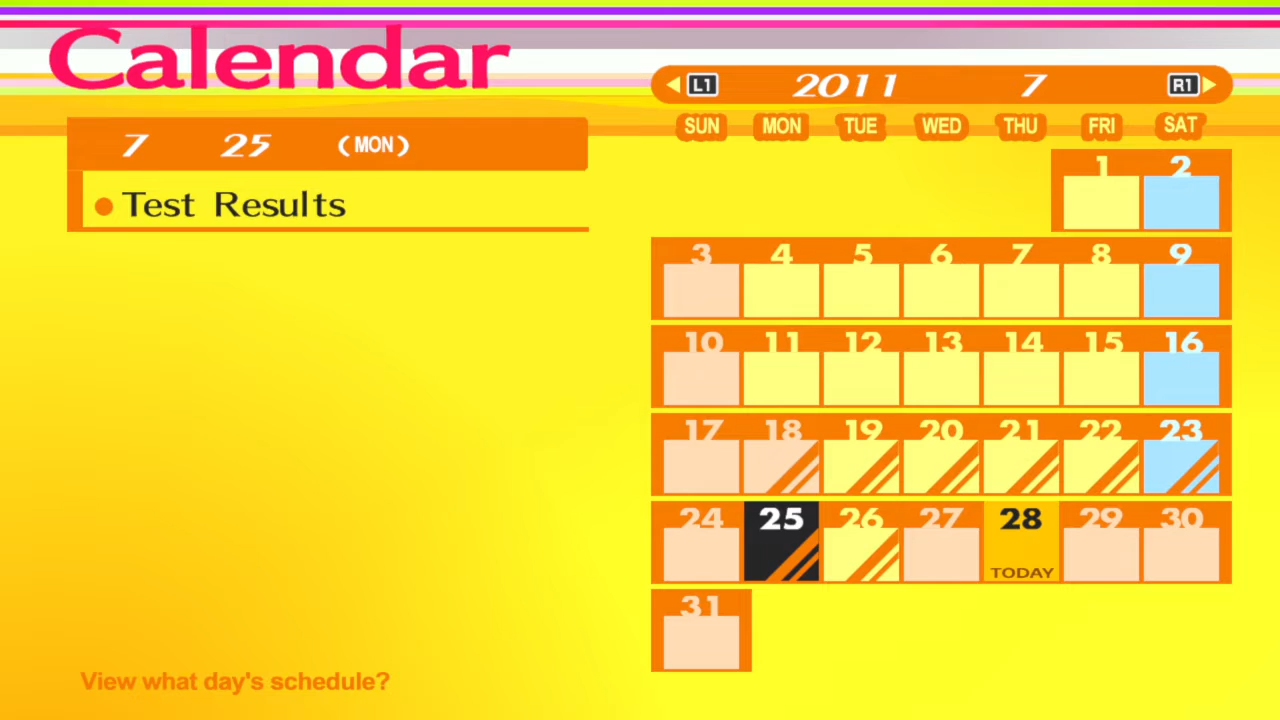 Calendar
L1 2011 7 R1
SUN MON TUE WED THU FRI SAT
7 25 (MON)
Test Results
1 2
3 4 5 6 7 8 9
10 11 12 13 14 15 16
17 18 19 20 21 22 23
24 25 26 27 28 29 30
TODAY
31
View what day's schedule?